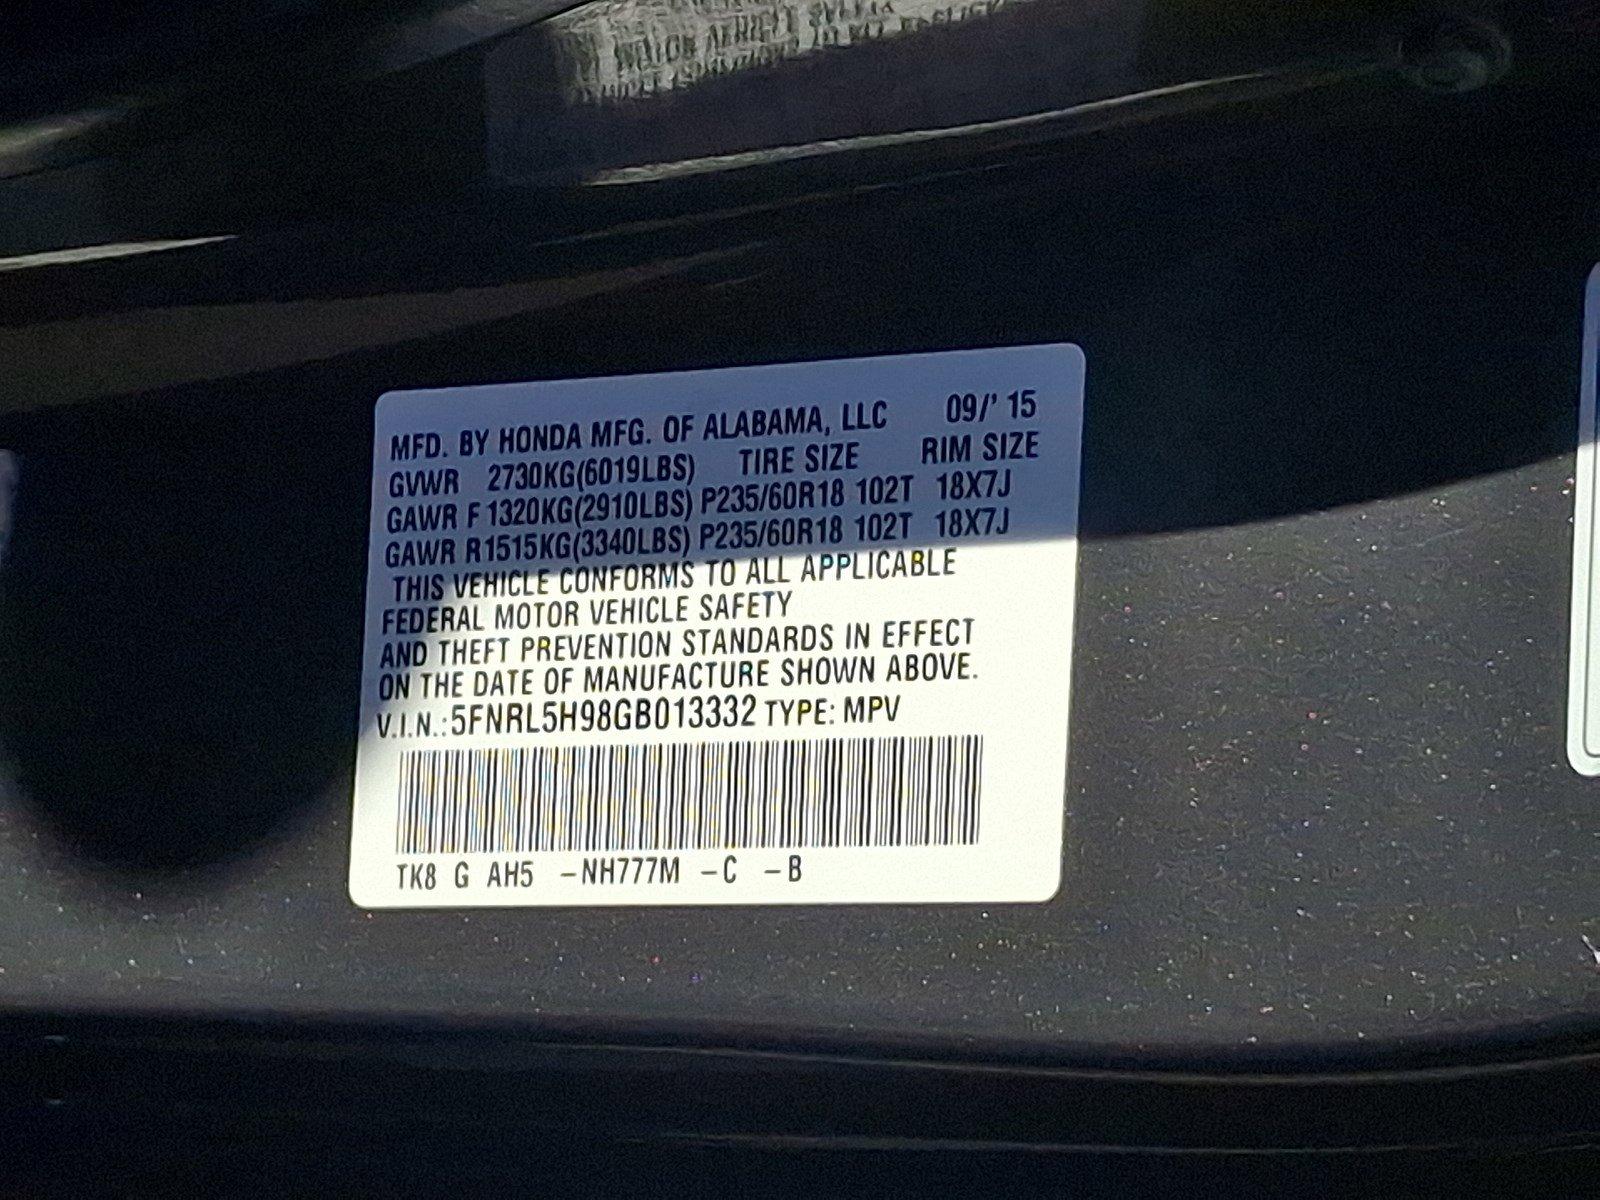 MFD. BY HONDA MFG. OF ALABAMA, LLC 09/' 15
GVWR 2730KG(6019LBS) TIRE SIZE RIM SIZE
GAWR F 1320KG(2910LBS) P235/60R18 102T 18X7J
GAWR R1515KG(3340LBS) P235/60R18 102T 18X7J
THIS VEHICLE CONFORMS TO ALL APPLICABLE
FEDERAL MOTOR VEHICLE SAFETY
AND THEFT PREVENTION STANDARDS IN EFFECT
ON THE DATE OF MANUFACTURE SHOWN ABOVE.
V.I.N.:5FNRL5H98GB013332 TYPE: MPV
TK8 G AH5 -NH777M -C -B